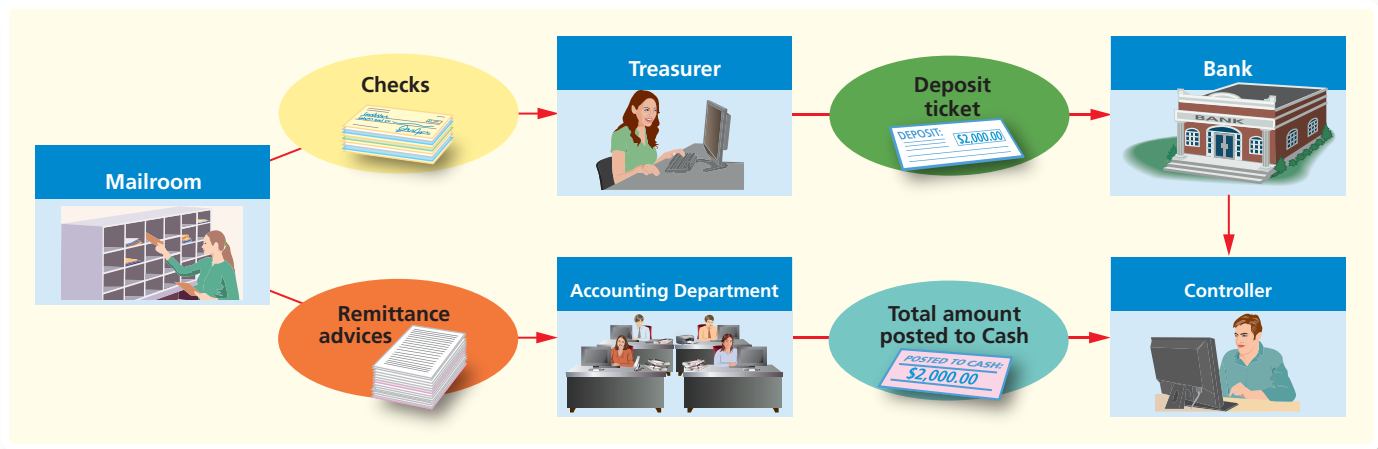 Checks
Treasurer
Deposit
ticket
DEPOSIT:
$2,000.00
Bank
BANK
Mailroom
Remittance
advices
Accounting Department
Total amount
posted to Cash
POSTED TO CASH:
$2,000.00
Controller